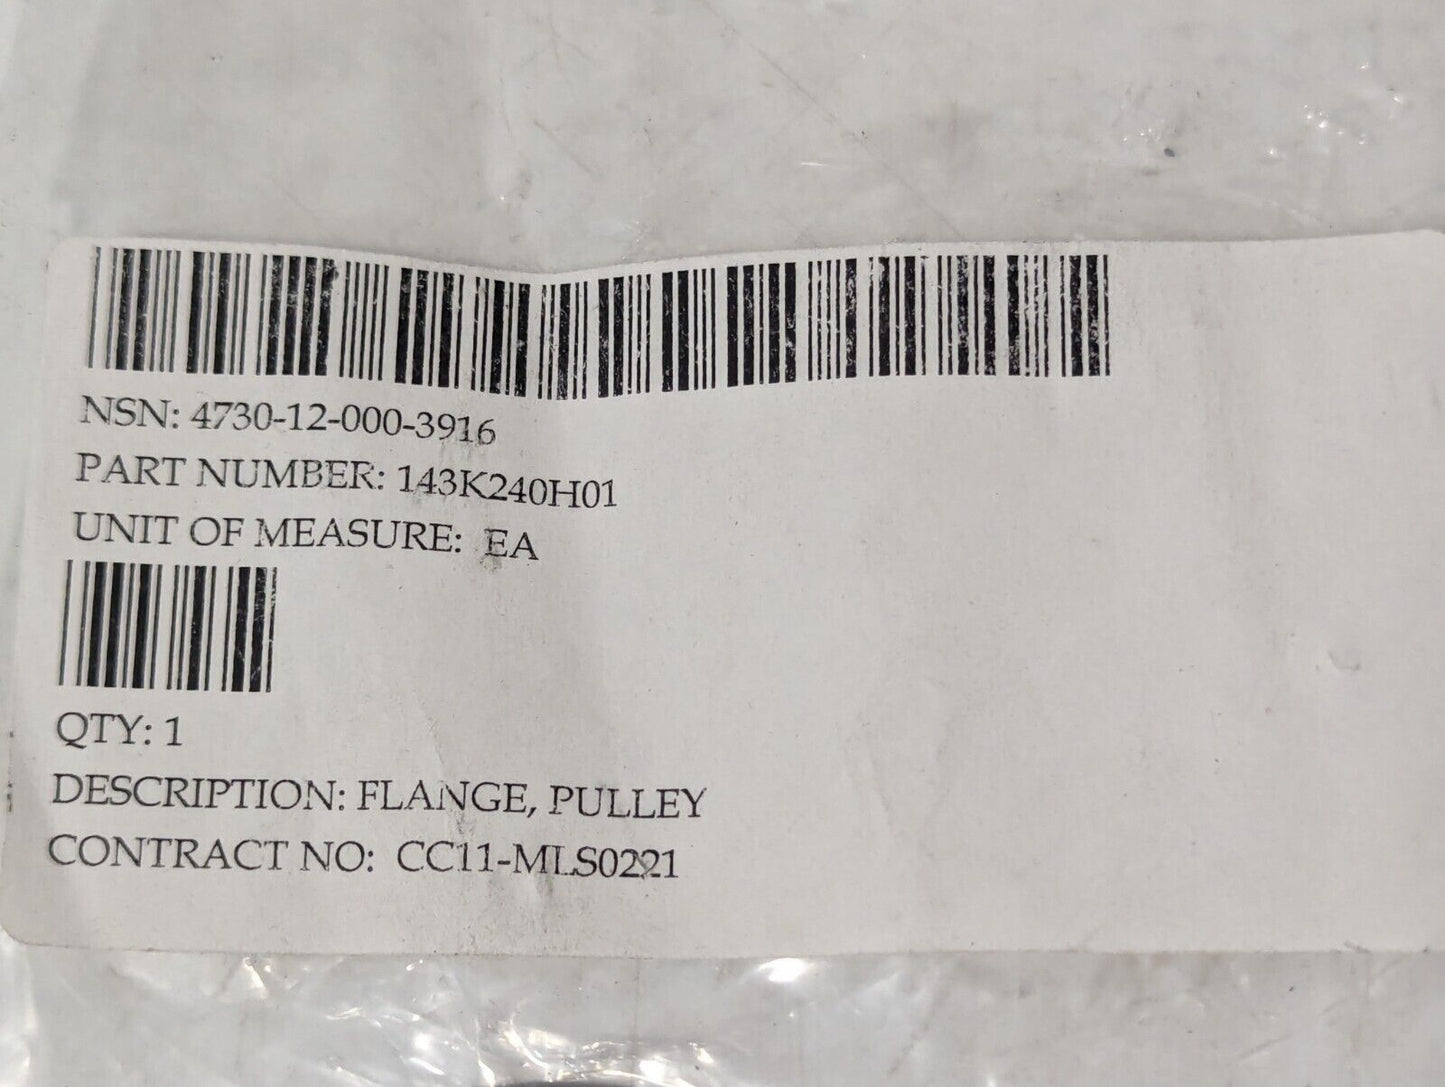 NSN: 4730-12-000-3916
PART NUMBER: 143K240H01
UNIT OF MEASURE: EA
QTY: 1
DESCRIPTION: FLANGE, PULLEY
CONTRACT NO: CC11-MLS0221